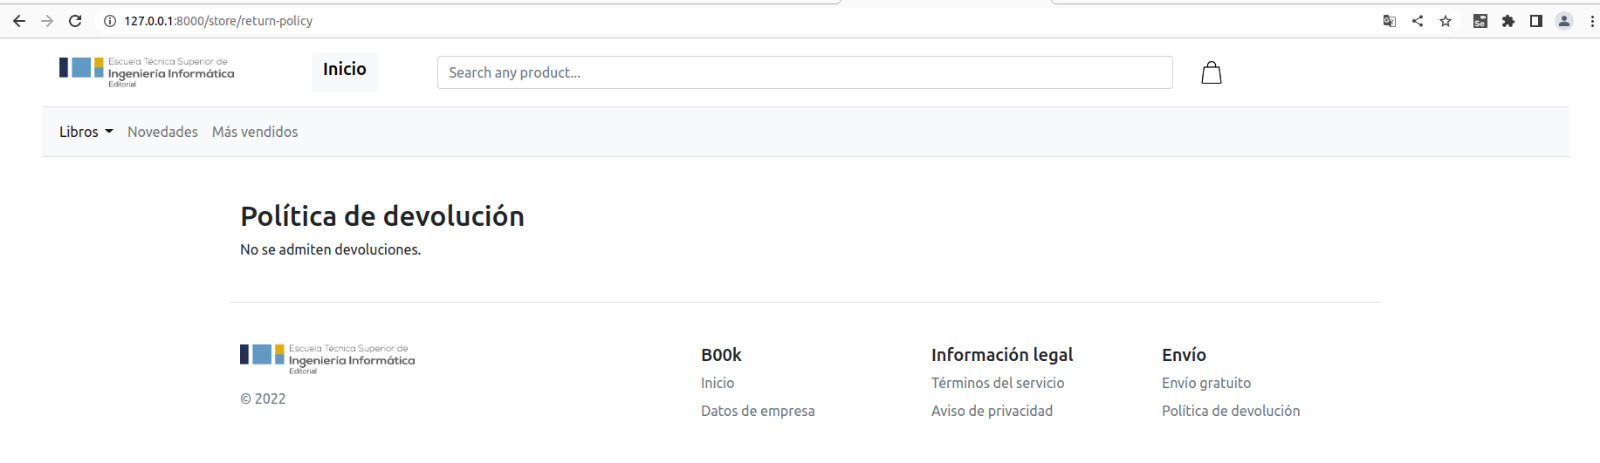 127.0.0.1:8000/store/return-policy
Se
Escuela Técnica Superior de
Ingeniería Informática
Editorial
Inicio
Search any product...
Libros
Novedades
Más vendidos
Política de devolución
No se admiten devoluciones.
Escuela Técnica Superior de
Ingeniería Informática
Editorial
© 2022
B00k
Inicio
Datos de empresa
Información legal
Términos del servicio
Aviso de privacidad
Envío
Envío gratuito
Política de devolución